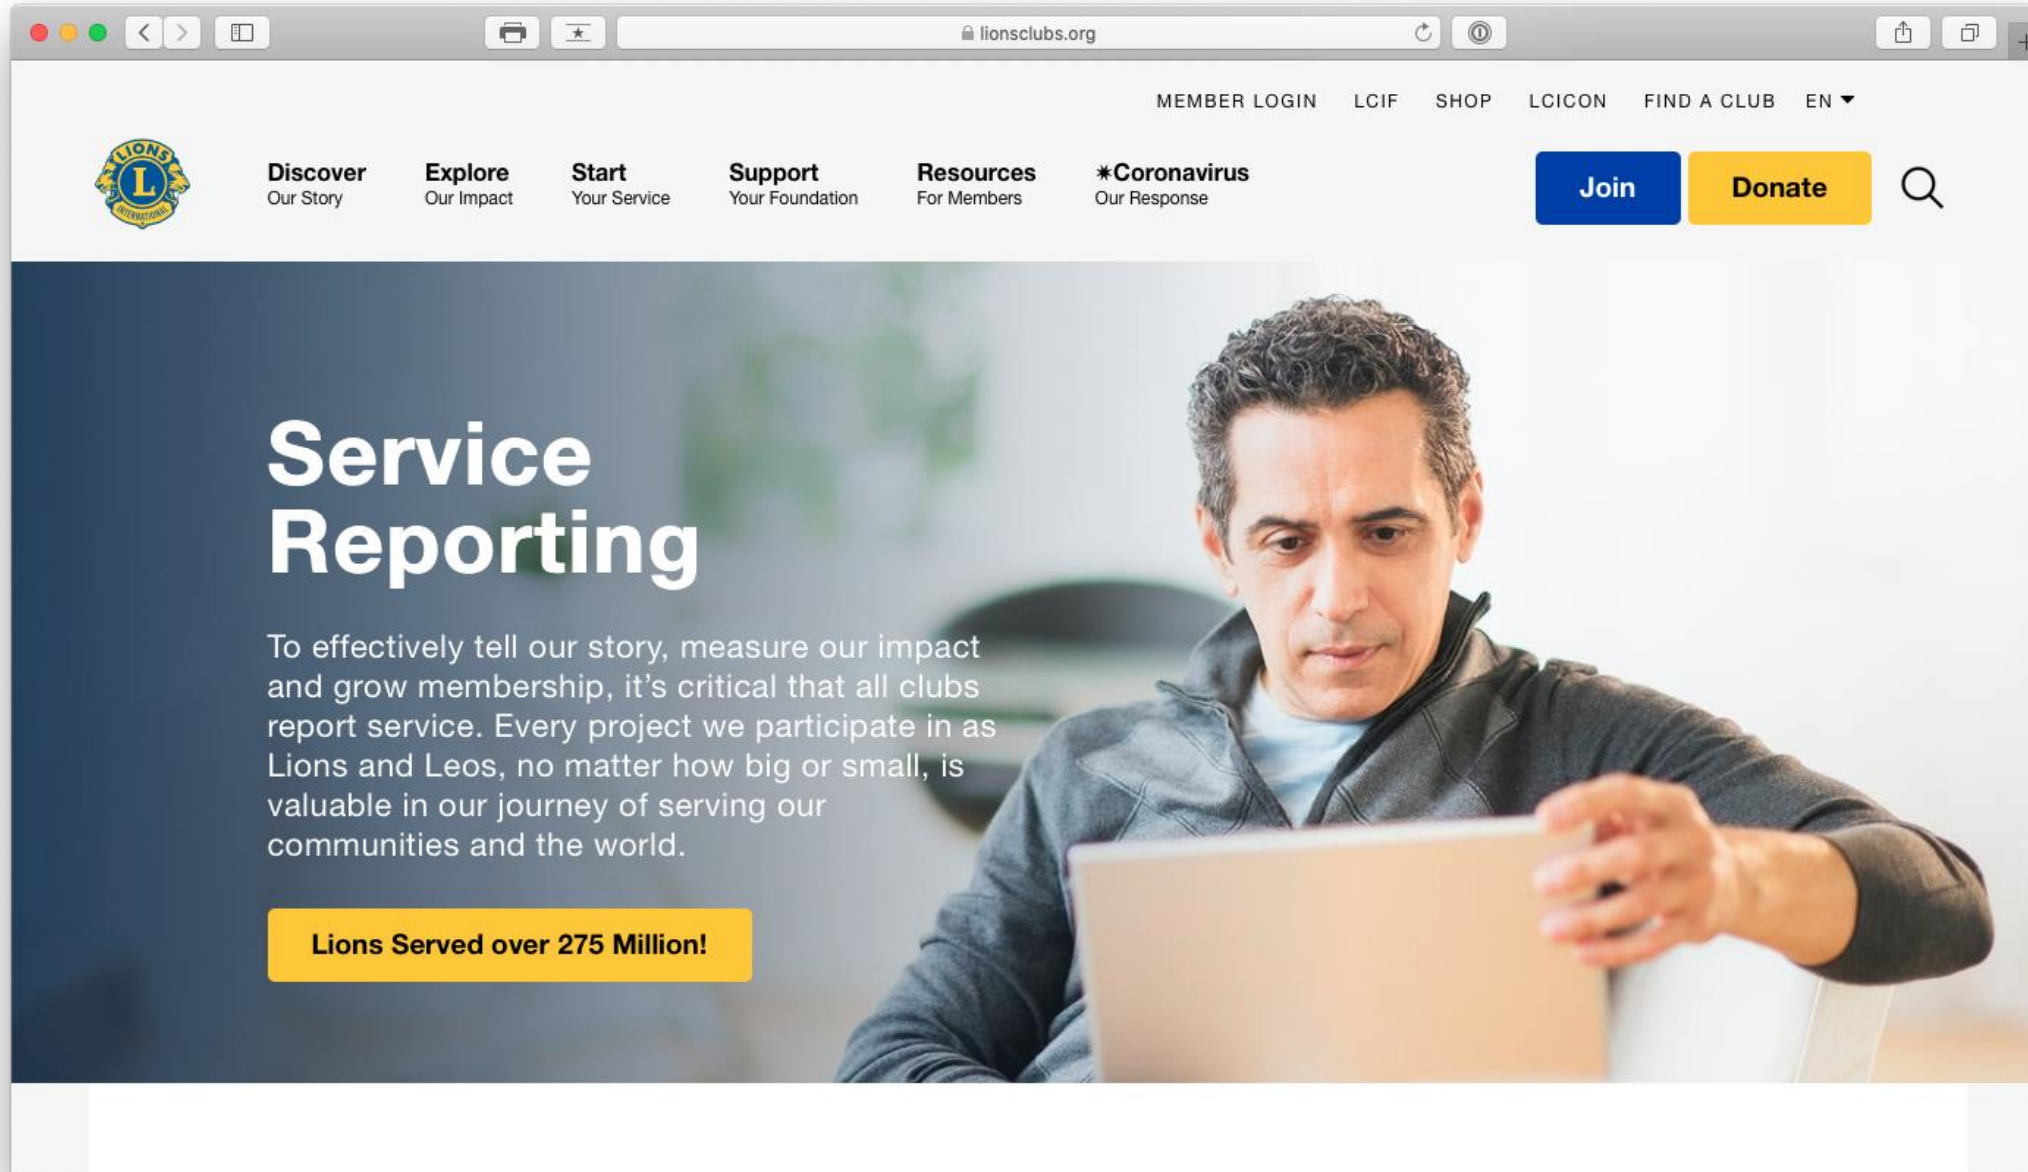 lionsclubs.org
MEMBER LOGIN LCIF SHOP LCICON FIND A CLUB EN
LIONS
L
INTERNATIONAL
Discover Explore Start Support Resources ✷Coronavirus
Our Story Our Impact Your Service Your Foundation For Members Our Response
Join Donate
Service
Reporting
To effectively tell our story, measure our impact
and grow membership, it’s critical that all clubs
report service. Every project we participate in as
Lions and Leos, no matter how big or small, is
valuable in our journey of serving our
communities and the world.
Lions Served over 275 Million!